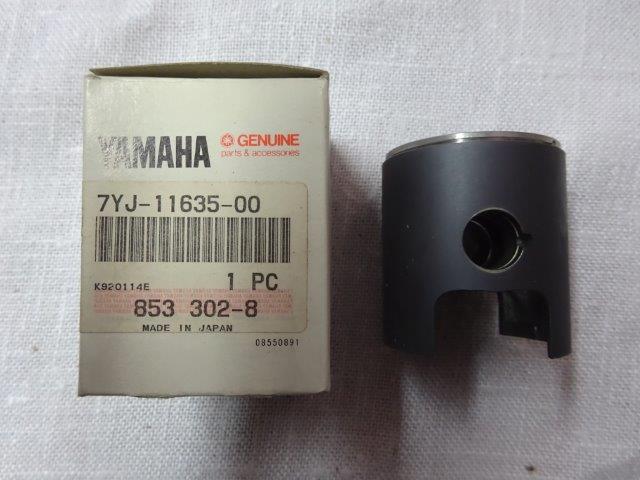 YAMAHA
GENUINE
parts & accessories
7YJ-11635-00
K920114E 1 PC
853 302-8
MADE IN JAPAN
08550891